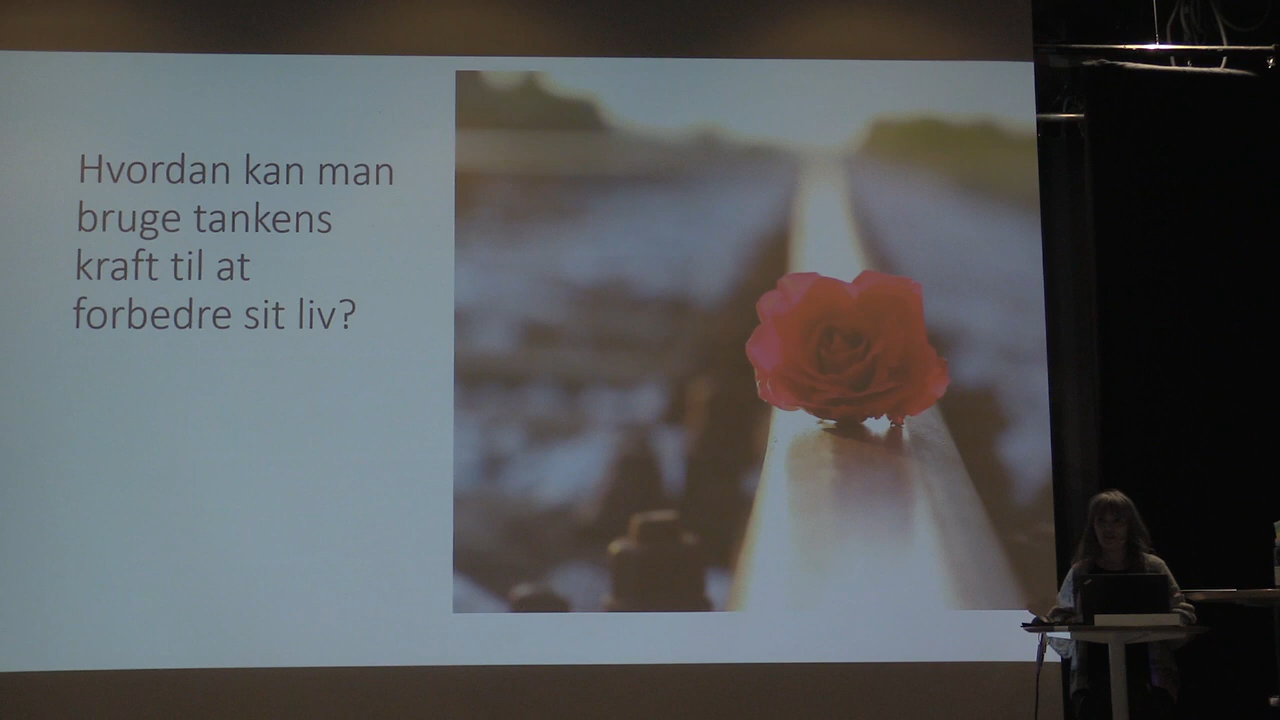 Hvordan kan man
bruge tankens
kraft til at
forbedre sit liv?